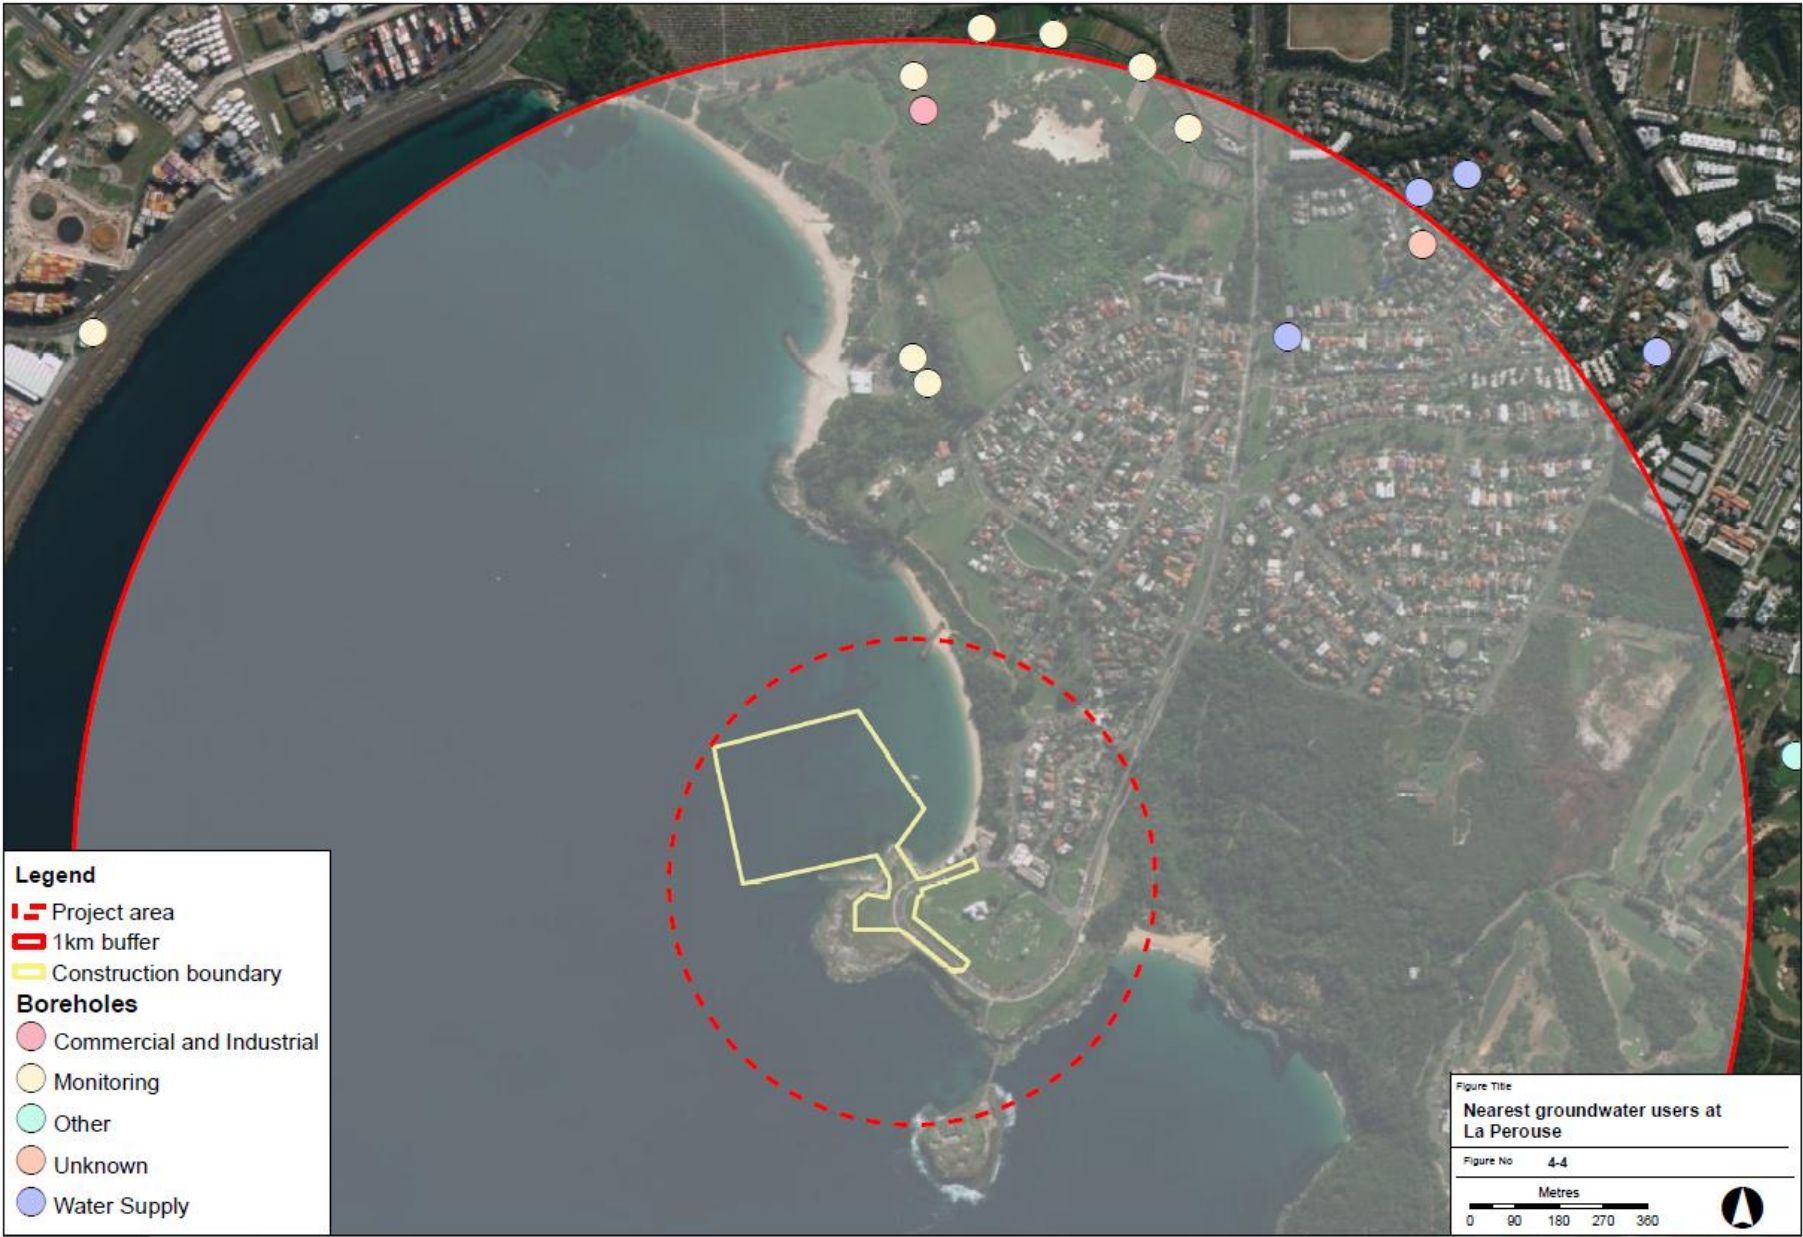 Legend
Project area
1km buffer
Construction boundary
Boreholes
Commercial and Industrial
Monitoring
Other
Unknown
Water Supply
Figure Title
Nearest groundwater users at
La Perouse
Figure No 4-4
Metres
0 90 180 270 360